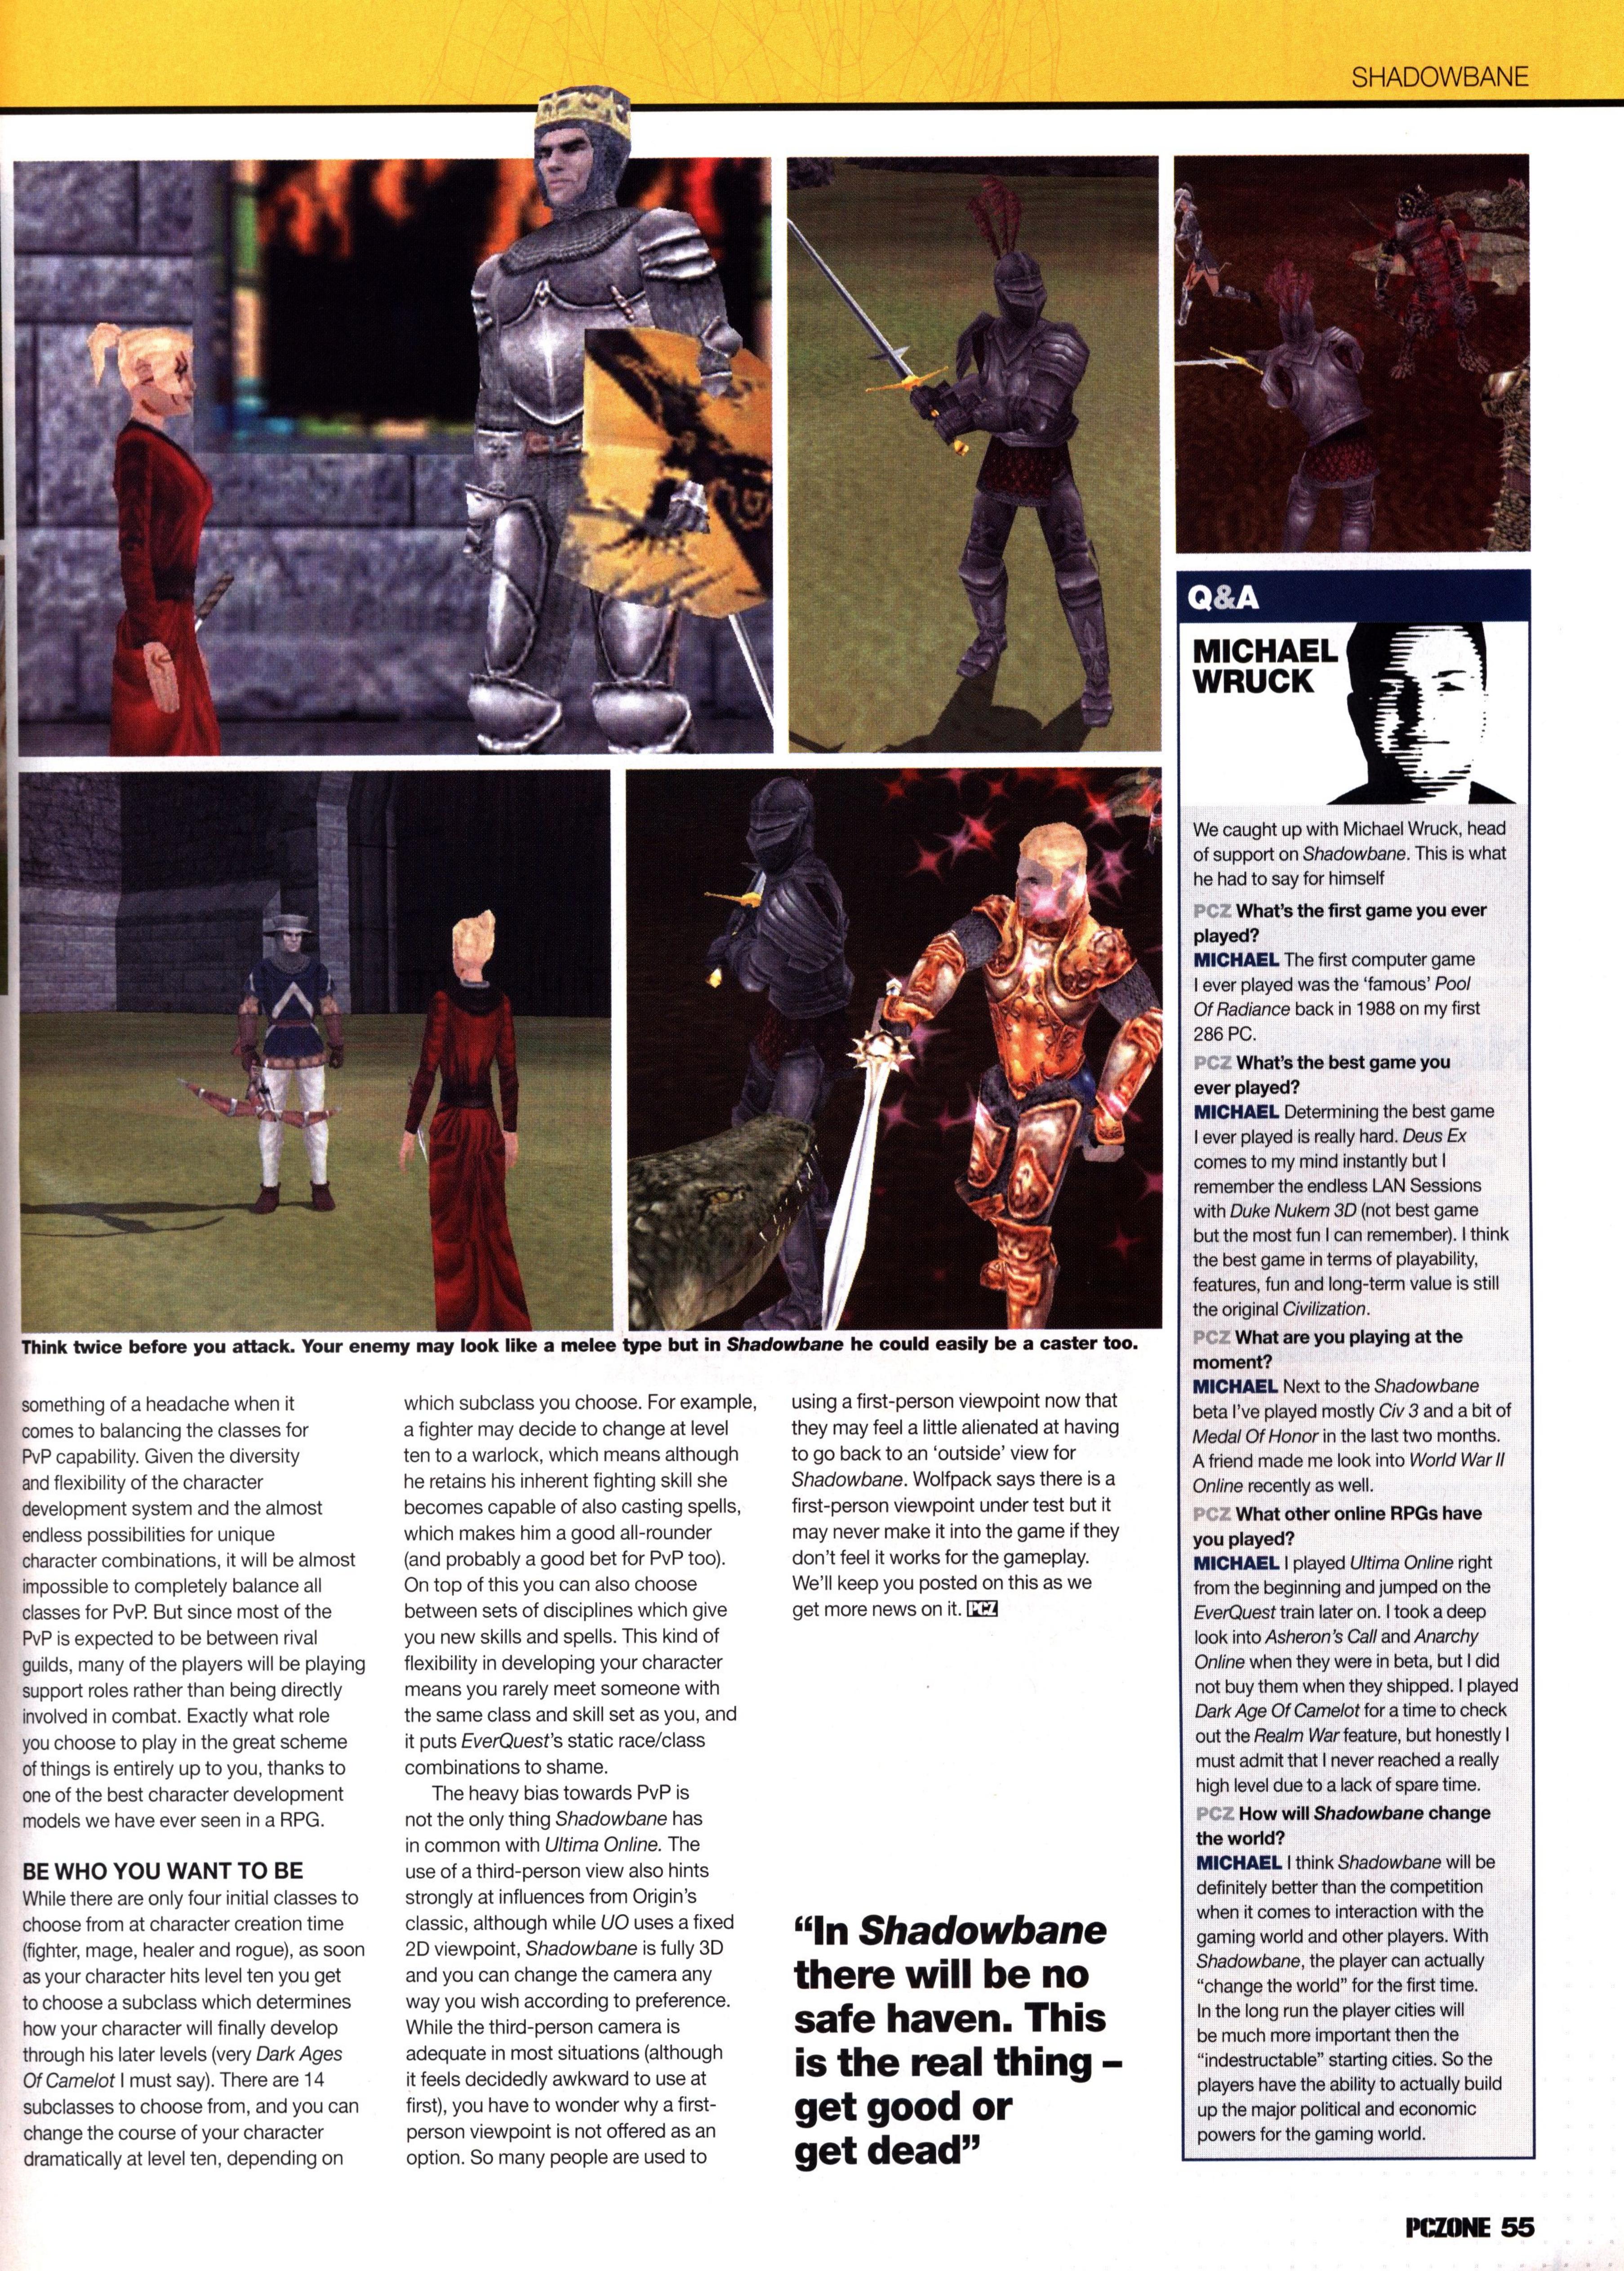 SHADOWBANE
Think twice before you attack. Your enemy may look like a melee type but in Shadowbane he could easily be a caster too.
something of a headache when it
comes to balancing the classes for
PvP capability. Given the diversity
and flexibility of the character
development system and the almost
endless possibilities for unique
character combinations, it will be almost
impossible to completely balance all
classes for PvP. But since most of the
PvP is expected to be between rival
guilds, many of the players will be playing
support roles rather than being directly
involved in combat. Exactly what role
you choose to play in the great scheme
of things is entirely up to you, thanks to
one of the best character development
models we have ever seen in a RPG.
BE WHO YOU WANT TO BE
While there are only four initial classes to
choose from at character creation time
(fighter, mage, healer and rogue), as soon
as your character hits level ten you get
to choose a subclass which determines
how your character will finally develop
through his later levels (very Dark Ages
Of Camelot I must say). There are 14
subclasses to choose from, and you can
change the course of your character
dramatically at level ten, depending on
which subclass you choose. For example,
a fighter may decide to change at level
ten to a warlock, which means although
he retains his inherent fighting skill she
becomes capable of also casting spells,
which makes him a good all-rounder
(and probably a good bet for PvP too).
On top of this you can also choose
between sets of disciplines which give
you new skills and spells. This kind of
flexibility in developing your character
means you rarely meet someone with
the same class and skill set as you, and
it puts EverQuest's static race/class
combinations to shame.
The heavy bias towards PvP is
not the only thing Shadowbane has
in common with Ultima Online. The
use of a third-person view also hints
strongly at influences from Origin's
classic, although while UO uses a fixed
2D viewpoint, Shadowbane is fully 3D
and you can change the camera any
way you wish according to preference.
While the third-person camera is
adequate in most situations (although
it feels decidedly awkward to use at
first), you have to wonder why a first-
person viewpoint is not offered as an
option. So many people are used to
using a first-person viewpoint now that
they may feel a little alienated at having
to go back to an 'outside' view for
Shadowbane. Wolfpack says there is a
first-person viewpoint under test but it
may never make it into the game if they
don't feel it works for the gameplay.
We'll keep you posted on this as we
get more news on it. PCZ
"In Shadowbane
there will be no
safe haven. This
is the real thing –
get good or
get dead"
Q&A
MICHAEL
WRUCK
We caught up with Michael Wruck, head
of support on Shadowbane. This is what
he had to say for himself
PCZ What's the first game you ever
played?
MICHAEL The first computer game
I ever played was the 'famous' Pool
Of Radiance back in 1988 on my first
286 PC.
PCZ What's the best game you
ever played?
MICHAEL Determining the best game
I ever played is really hard. Deus Ex
comes to my mind instantly but I
remember the endless LAN Sessions
with Duke Nukem 3D (not best game
but the most fun I can remember). I think
the best game in terms of playability,
features, fun and long-term value is still
the original Civilization.
PCZ What are you playing at the
moment?
MICHAEL Next to the Shadowbane
beta I've played mostly Civ 3 and a bit of
Medal Of Honor in the last two months.
A friend made me look into World War II
Online recently as well.
PCZ What other online RPGs have
you played?
MICHAEL I played Ultima Online right
from the beginning and jumped on the
EverQuest train later on. I took a deep
look into Asheron's Call and Anarchy
Online when they were in beta, but I did
not buy them when they shipped. I played
Dark Age Of Camelot for a time to check
out the Realm War feature, but honestly I
must admit that I never reached a really
high level due to a lack of spare time.
PCZ How will Shadowbane change
the world?
MICHAEL I think Shadowbane will be
definitely better than the competition
when it comes to interaction with the
gaming world and other players. With
Shadowbane, the player can actually
"change the world" for the first time.
In the long run the player cities will
be much more important then the
"indestructable" starting cities. So the
players have the ability to actually build
up the major political and economic
powers for the gaming world.
PCZONE 55